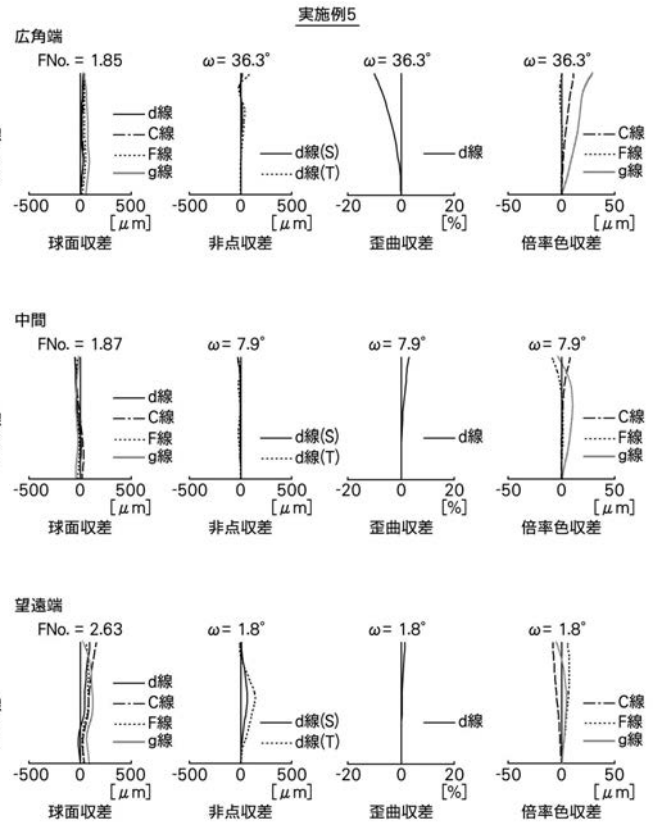 実施例5
広角端
FNo. = 1.85
ω= 36.3°
ω= 36.3°
ω= 36.3°
d線
C線
F線
g線
d線(S)
d線(T)
d線
C線
F線
g線
-500 0 500
-500 0 500
-20 0 20
-50 0 50
[μm]
[μm]
[%]
[μm]
球面収差
非点収差
歪曲収差
倍率色収差
中間
FNo. = 1.87
ω= 7.9°
ω= 7.9°
ω= 7.9°
d線
C線
F線
g線
d線(S)
d線(T)
d線
C線
F線
g線
-500 0 500
-500 0 500
-20 0 20
-50 0 50
[μm]
[μm]
[%]
[μm]
球面収差
非点収差
歪曲収差
倍率色収差
望遠端
FNo. = 2.63
ω= 1.8°
ω= 1.8°
ω= 1.8°
d線
C線
F線
g線
d線(S)
d線(T)
d線
C線
F線
g線
-500 0 500
-500 0 500
-20 0 20
-50 0 50
[μm]
[μm]
[%]
[μm]
球面収差
非点収差
歪曲収差
倍率色収差